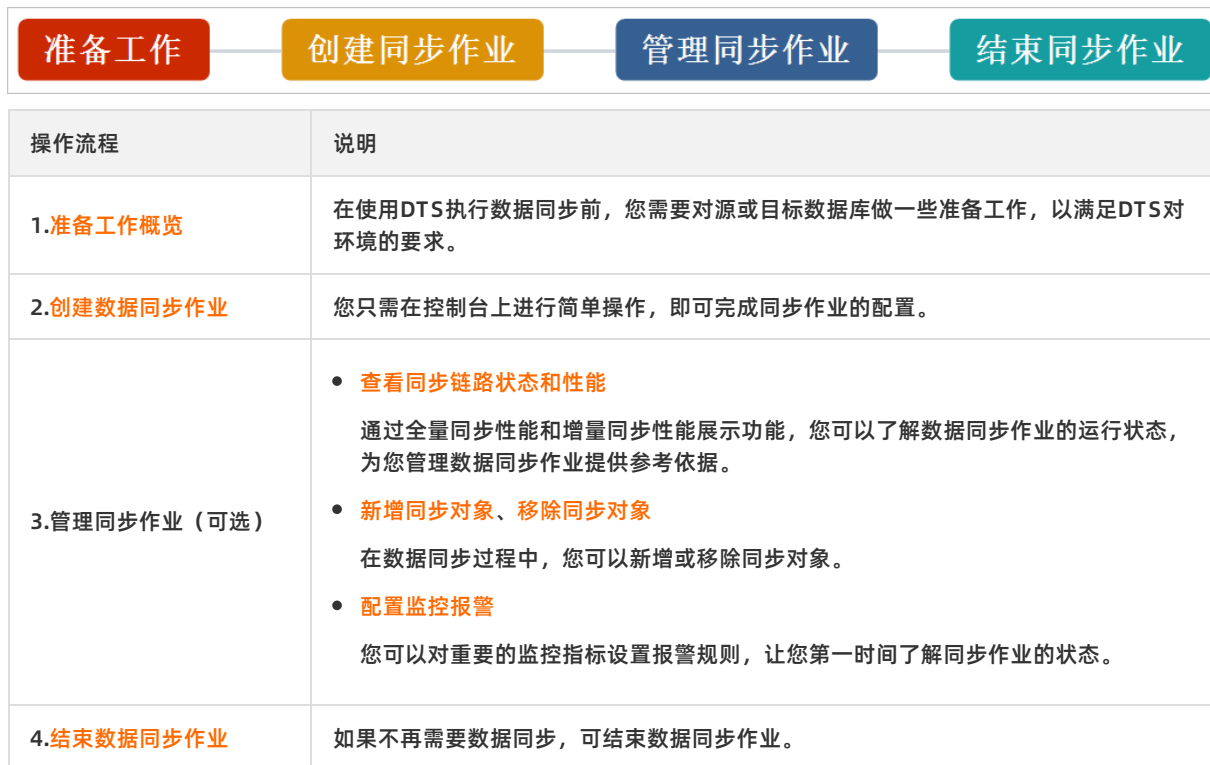 准备工作
创建同步作业
管理同步作业
结束同步作业
操作流程
说明
1.准备工作概览
在使用DTS执行数据同步前，您需要对源或目标数据库做一些准备工作，以满足DTS对
环境的要求。
2.创建数据同步作业
您只需在控制台上进行简单操作，即可完成同步作业的配置。
3.管理同步作业（可选）
● 查看同步链路状态和性能
通过全量同步性能和增量同步性能展示功能，您可以了解数据同步作业的运行状态，
为您管理数据同步作业提供参考依据。
● 新增同步对象、移除同步对象
在数据同步过程中，您可以新增或移除同步对象。
● 配置监控报警
您可以对重要的监控指标设置报警规则，让您第一时间了解同步作业的状态。
4.结束数据同步作业
如果不再需要数据同步，可结束数据同步作业。